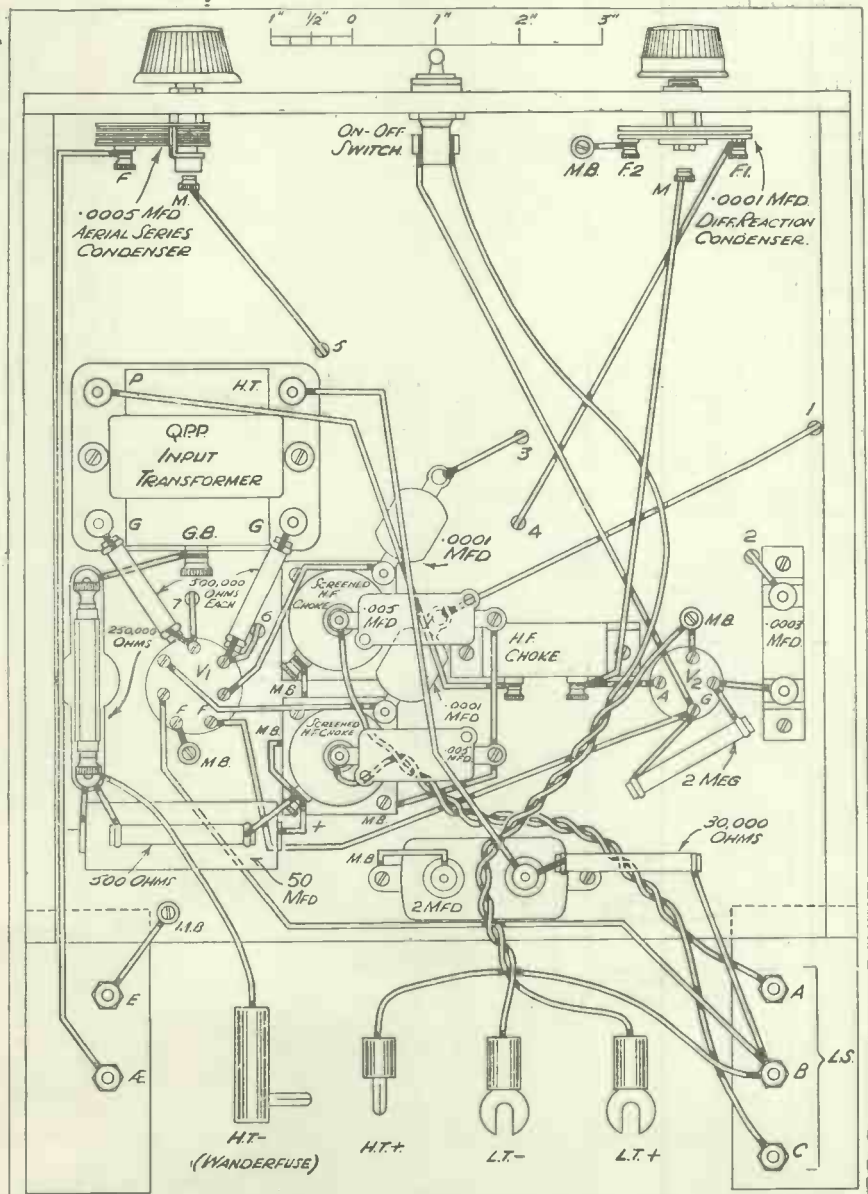 1" 1/2" 0 1" 2" 3"
F
M.
.0005 MFD
AERIAL SERIES
CONDENSER
ON-OFF
SWITCH.
M.B.
F.2
F.1.
M
.0001 MFD.
DIFF. REACTION
CONDENSER.
5
P
H.T.
Q.P.P.
INPUT
TRANSFORMER
G
G.B.
G
3
4
1
2
.0001
MFD
500,000
OHMS
EACH
7
6
250,000
OHMS
V1
F
F
M.B.
SCREENED
H.F.
CHOKE
.005
MFD
H.F.
CHOKE
M.B.
V2
A
G
.0003
MFD.
M.B.
M.B.
SCREENED
H.F. CHOKE
.0001
MFD
.005
MFD
M.B.
2 MEG
+
500 OHMS
50
MFD
M.B.
2 MFD
30,000
OHMS
M.B
E
Æ
A
B
C
L.S.
H.T.-
(WANDERFUSE)
H.T.+
L.T.-
L.T.+